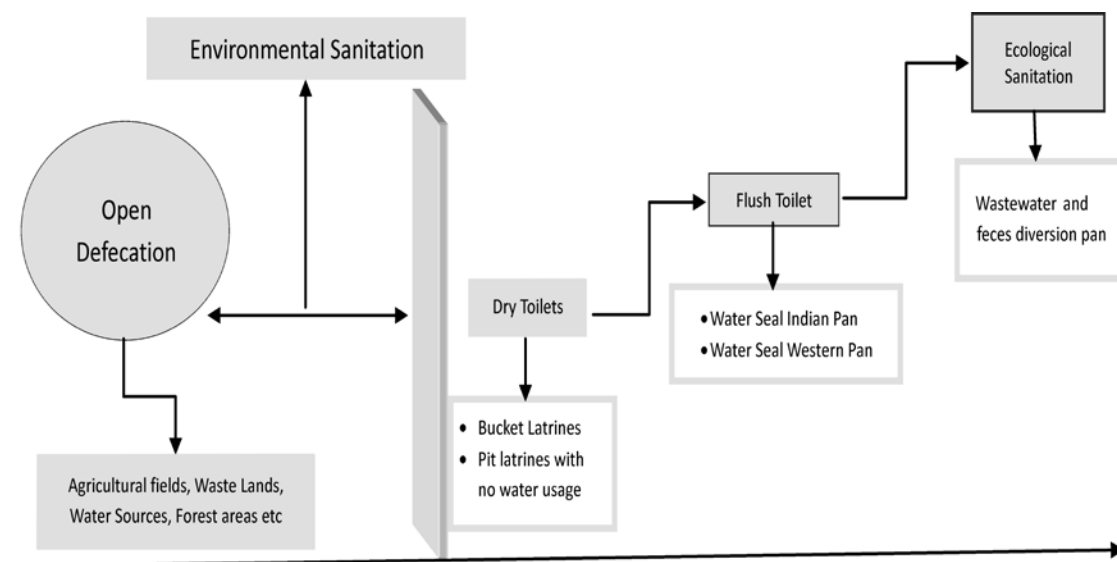 Environmental Sanitation
Ecological
Sanitation
Open
Defecation
Flush Toilet
Wastewater and
feces diversion pan
Dry Toilets
• Water Seal Indian Pan
• Water Seal Western Pan
• Bucket Latrines
• Pit latrines with
no water usage
Agricultural fields, Waste Lands,
Water Sources, Forest areas etc